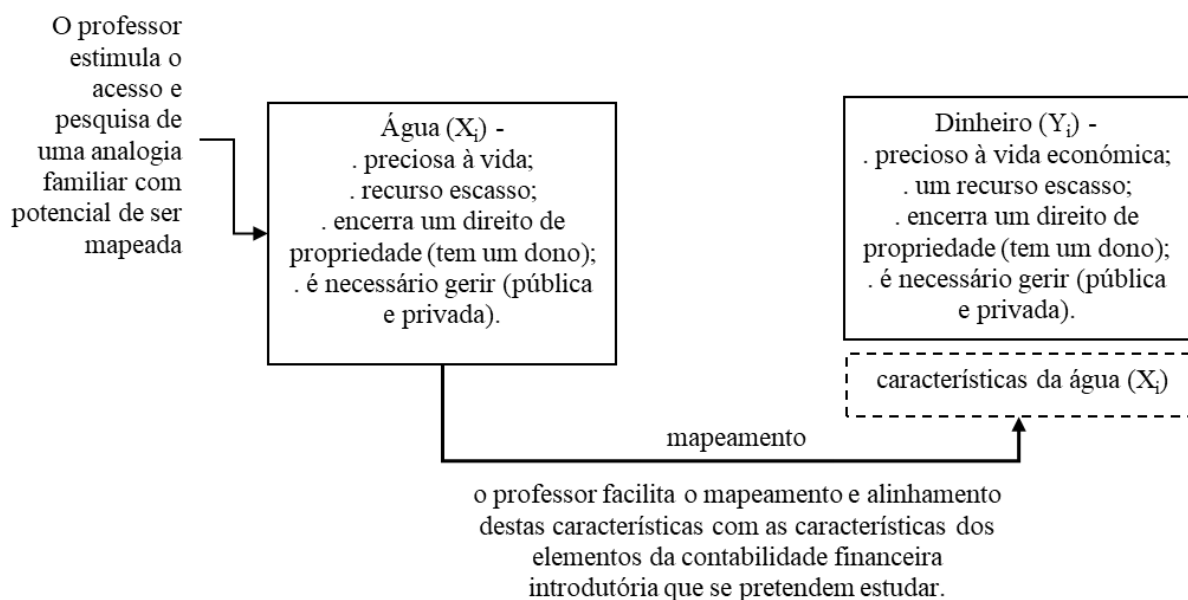 O professor
estimula o
acesso e
pesquisa de
uma analogia
familiar com
potencial de ser
mapeada
Água (Xi) -
. preciosa à vida;
. recurso escasso;
. encerra um direito de
propriedade (tem um dono);
. é necessário gerir (pública
e privada).
Dinheiro (Yi) -
. precioso à vida económica;
. um recurso escasso;
. encerra um direito de
propriedade (tem um dono);
. é necessário gerir (pública
e privada).
características da água (Xi)
mapeamento
o professor facilita o mapeamento e alinhamento
destas características com as características dos
elementos da contabilidade financeira
introdutória que se pretendem estudar.